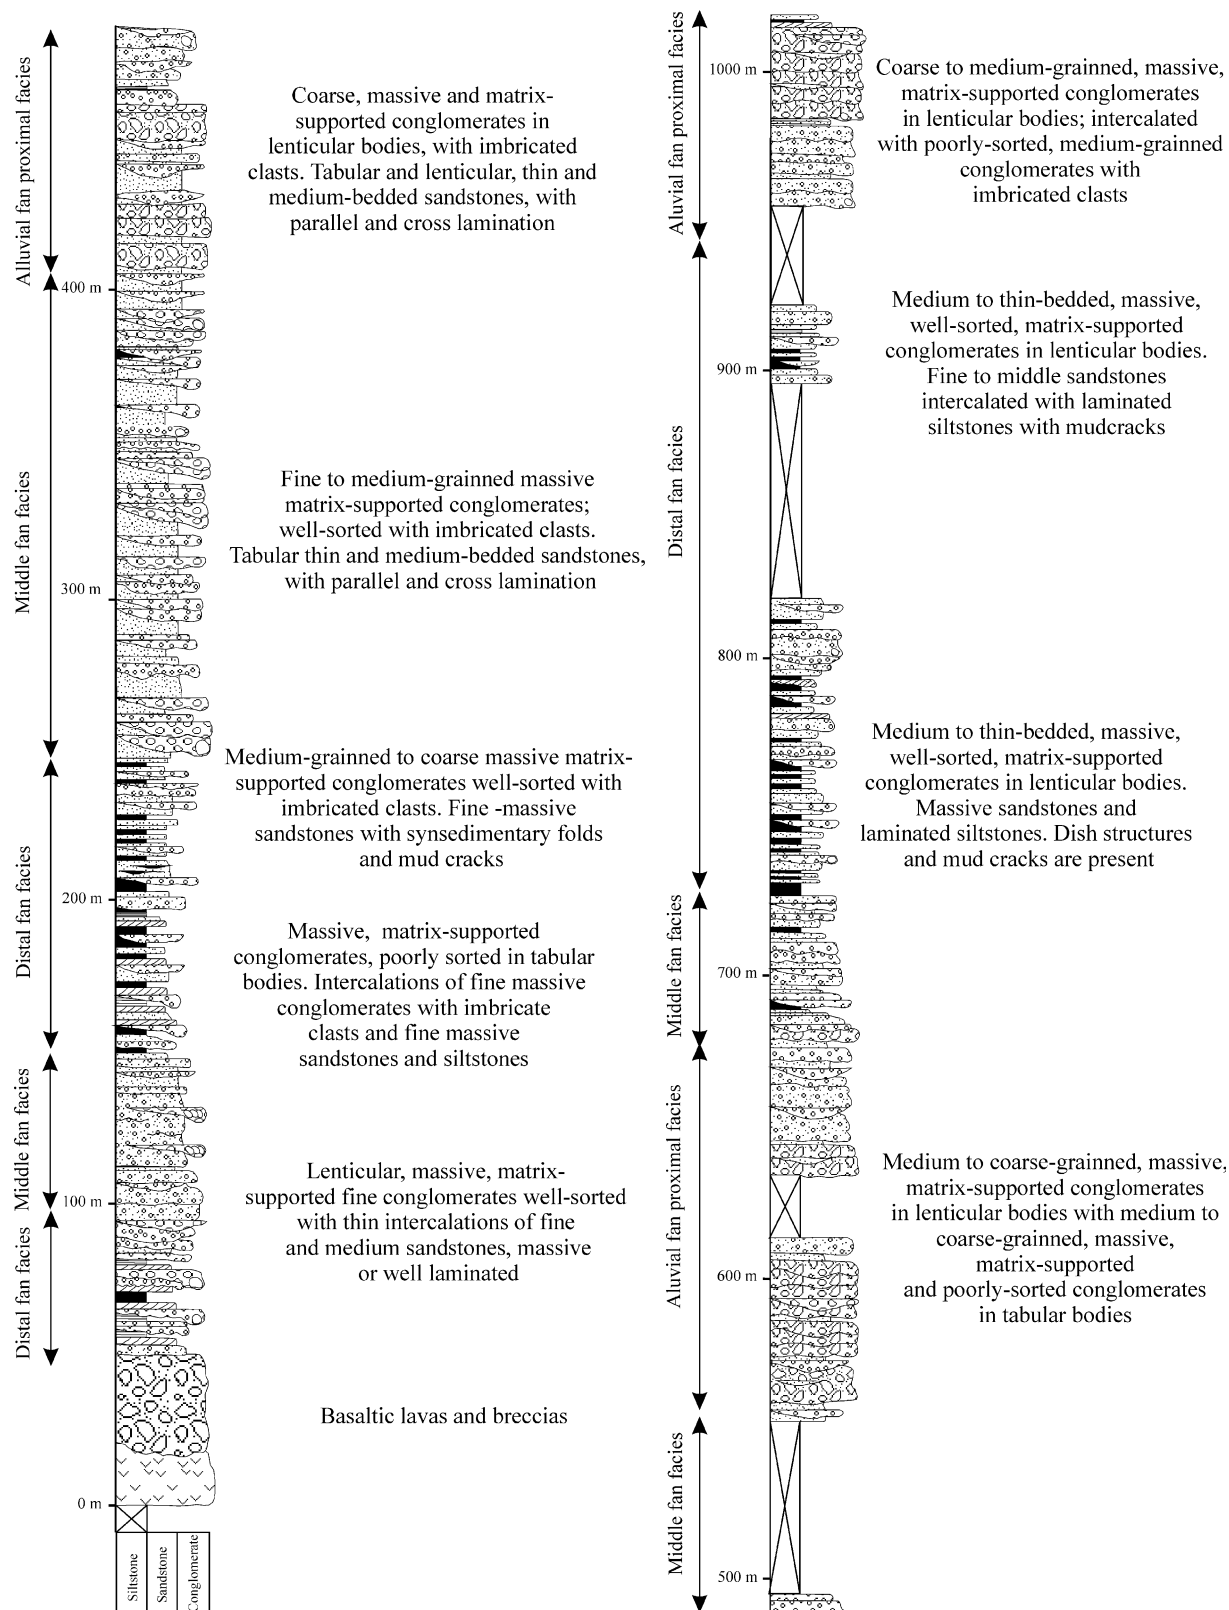 Alluvial fan proximal facies
Middle fan facies
Distal fan facies
Middle fan facies
Distal fan facies
400 m
300 m
200 m
100 m
0 m
Siltstone
Sandstone
Conglomerate
Coarse, massive and matrix-
supported conglomerates in
lenticular bodies, with imbricated
clasts. Tabular and lenticular, thin and
medium-bedded sandstones, with
parallel and cross lamination
Fine to medium-grainned massive
matrix-supported conglomerates;
well-sorted with imbricated clasts.
Tabular thin and medium-bedded sandstones,
with parallel and cross lamination
Medium-grainned to coarse massive matrix-
supported conglomerates well-sorted with
imbricated clasts. Fine -massive
sandstones with synsedimentary folds
and mud cracks
Massive, matrix-supported
conglomerates, poorly sorted in tabular
bodies. Intercalations of fine massive
conglomerates with imbricate
clasts and fine massive
sandstones and siltstones
Lenticular, massive, matrix-
supported fine conglomerates well-sorted
with thin intercalations of fine
and medium sandstones, massive
or well laminated
Basaltic lavas and breccias
Aluvial fan proximal facies
Distal fan facies
Middle fan facies
Aluvial fan proximal facies
Middle fan facies
1000 m
900 m
800 m
700 m
600 m
500 m
Coarse to medium-grainned, massive,
matrix-supported conglomerates
in lenticular bodies; intercalated
with poorly-sorted, medium-grainned
conglomerates with
imbricated clasts
Medium to thin-bedded, massive,
well-sorted, matrix-supported
conglomerates in lenticular bodies.
Fine to middle sandstones
intercalated with laminated
siltstones with mudcracks
Medium to thin-bedded, massive,
well-sorted, matrix-supported
conglomerates in lenticular bodies.
Massive sandstones and
laminated siltstones. Dish structures
and mud cracks are present
Medium to coarse-grainned, massive,
matrix-supported conglomerates
in lenticular bodies with medium to
coarse-grainned, massive,
matrix-supported
and poorly-sorted conglomerates
in tabular bodies